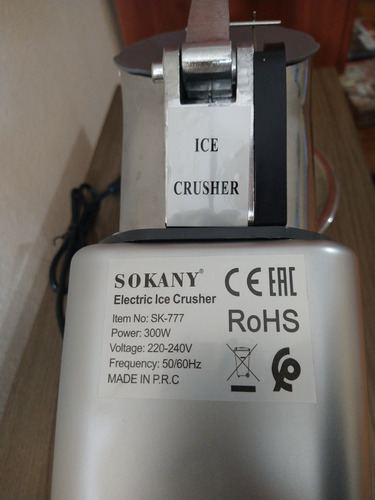 ICE
CRUSHER
SOKANY®
Electric Ice Crusher
Item No: SK-777
Power: 300W
Voltage: 220-240V
Frequency: 50/60Hz
MADE IN P.R.C
CE EAC
RoHS